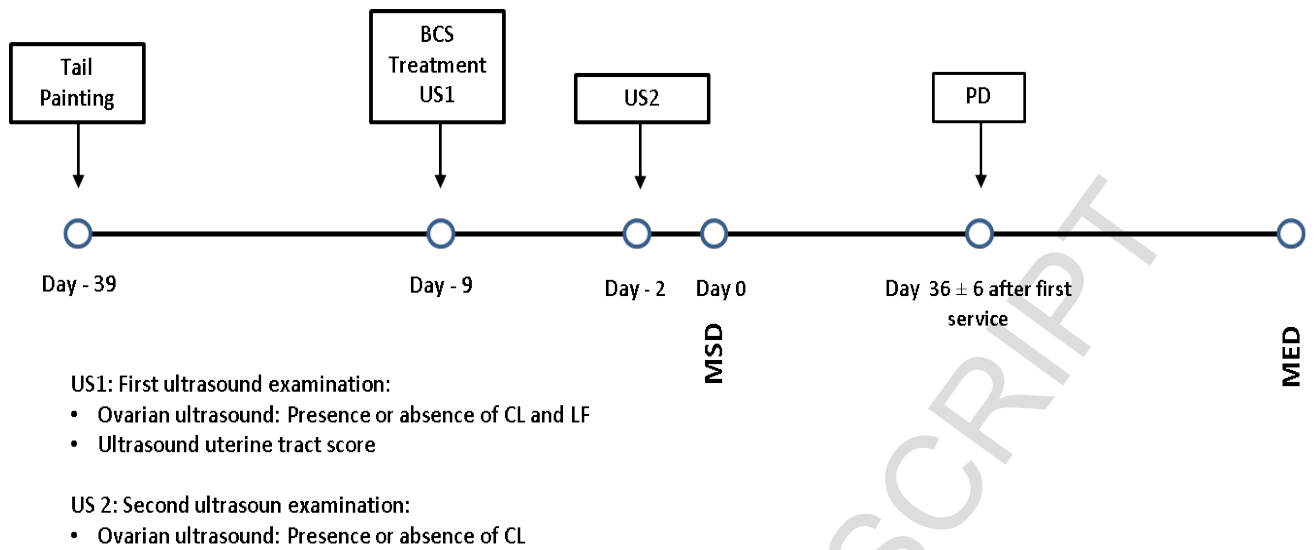 Tail
Painting
BCS
Treatment
US1
US2
PD
Day - 39
Day - 9
Day - 2
Day 0
Day 36 ± 6 after first
service
MSD
MED
US1: First ultrasound examination:
• Ovarian ultrasound: Presence or absence of CL and LF
• Ultrasound uterine tract score
US 2: Second ultrasoun examination:
• Ovarian ultrasound: Presence or absence of CL
SCRIPT